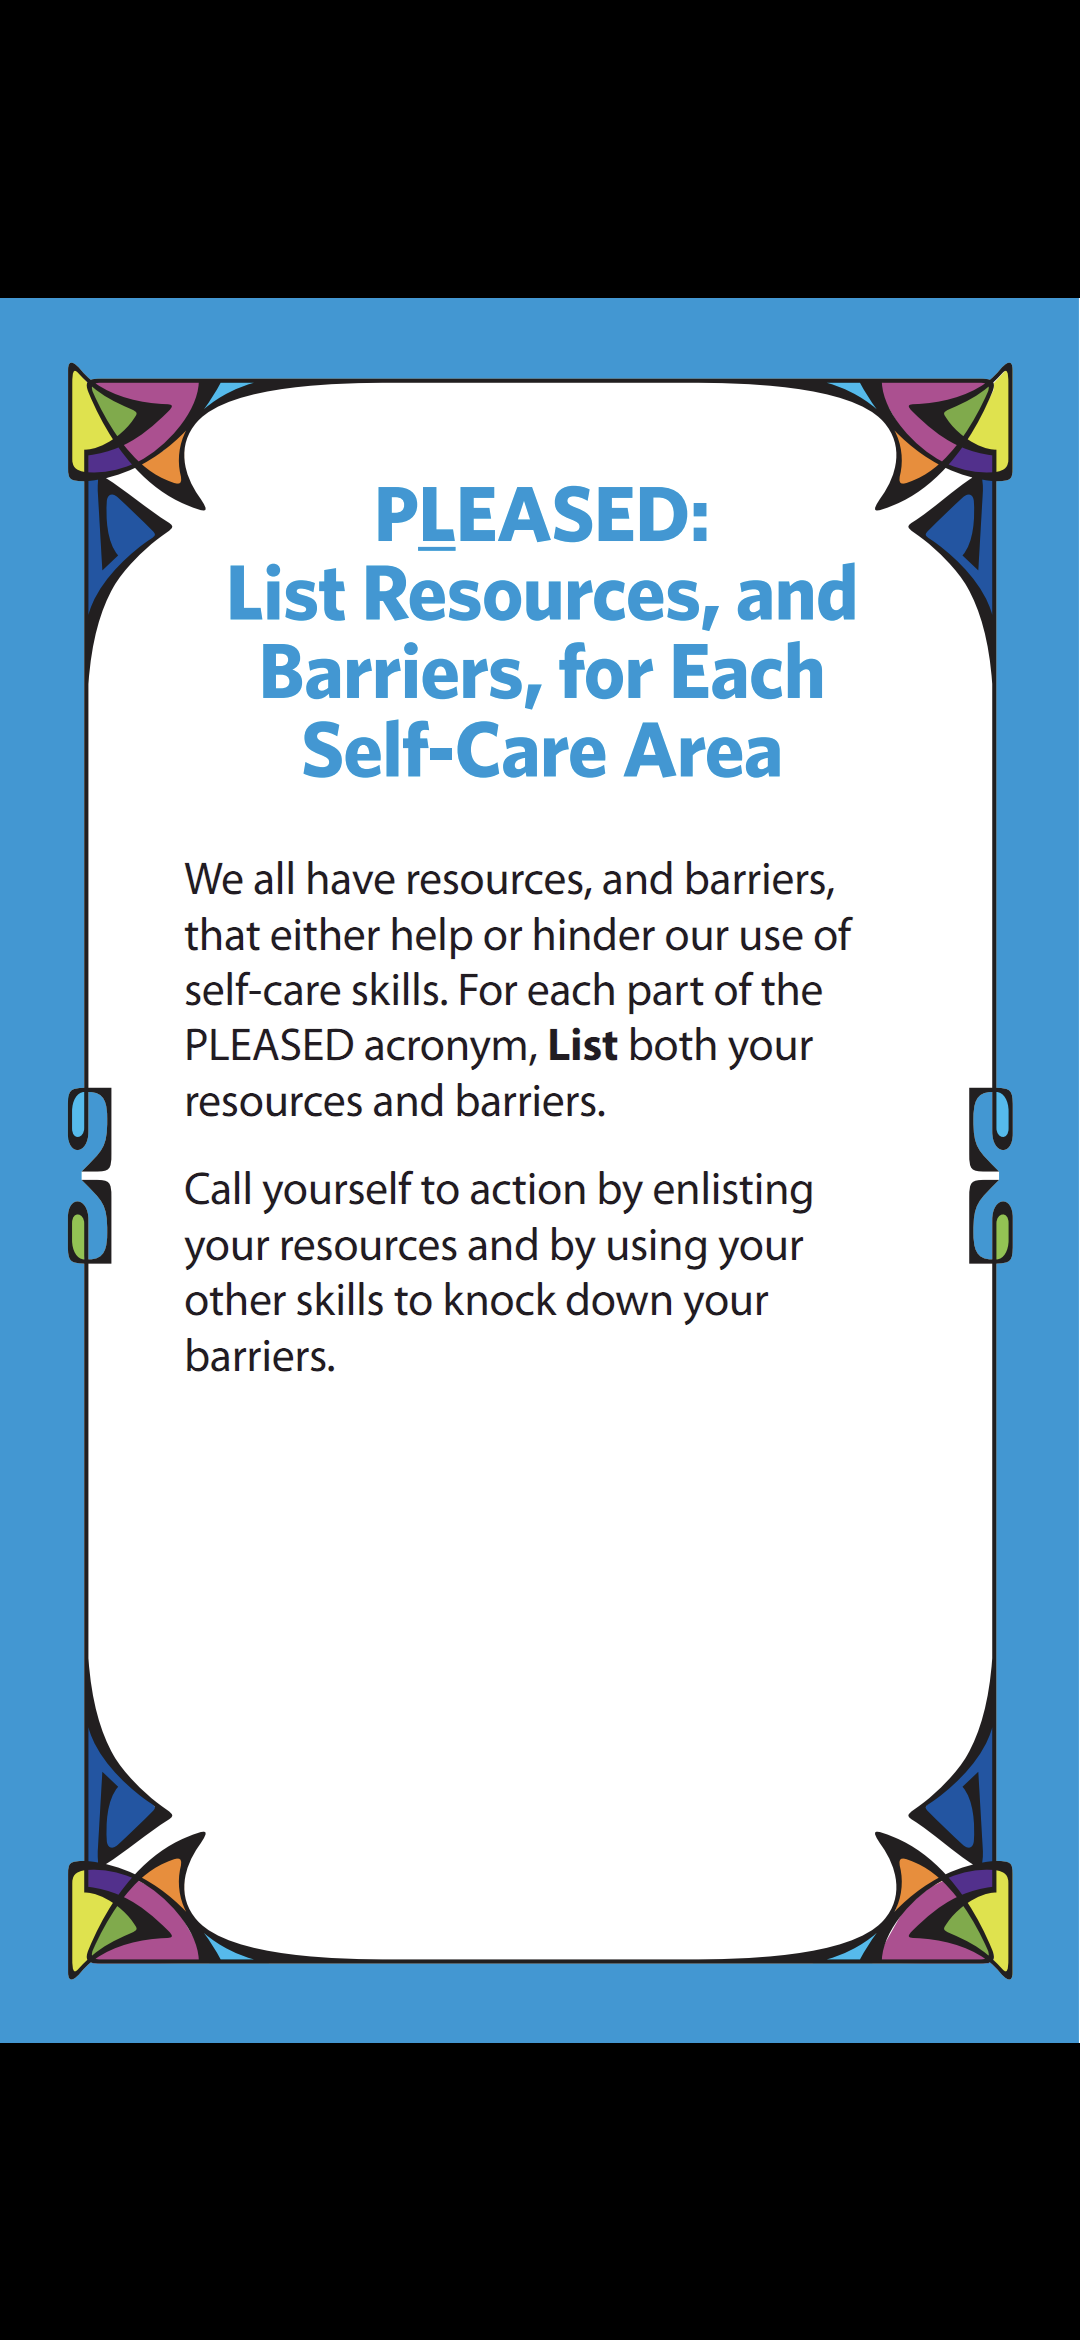 PLEASED:
List Resources, and
Barriers, for Each
Self-Care Area
We all have resources, and barriers,
that either help or hinder our use of
self-care skills. For each part of the
PLEASED acronym, List both your
resources and barriers.
Call yourself to action by enlisting
your resources and by using your
other skills to knock down your
barriers.